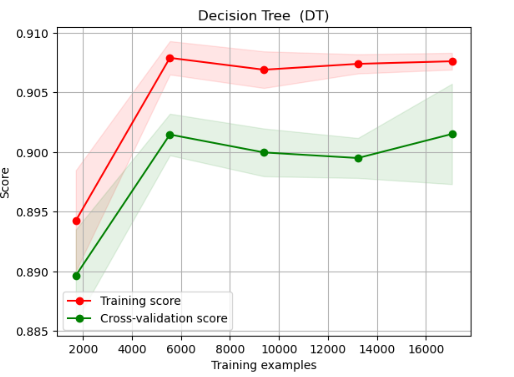 Decision Tree  (DT)
0.910
0.905
0.900
0.895
0.890
0.885
Score
Training score
Cross-validation score
2000 4000 6000 8000 10000 12000 14000 16000
Training examples